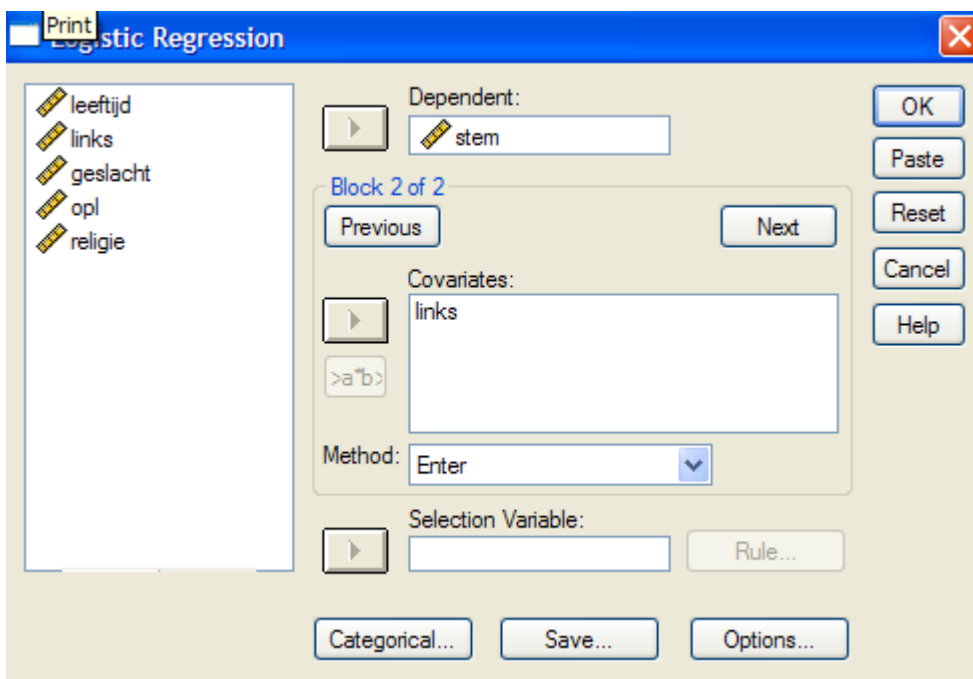 Print
Logistic Regression
leeftijd
links
geslacht
opl
religie
Dependent:
stem
Block 2 of 2
Previous
Next
Covariates:
links
>a*b>
Method:
Enter
Selection Variable:
Rule...
Categorical...
Save...
Options...
OK
Paste
Reset
Cancel
Help